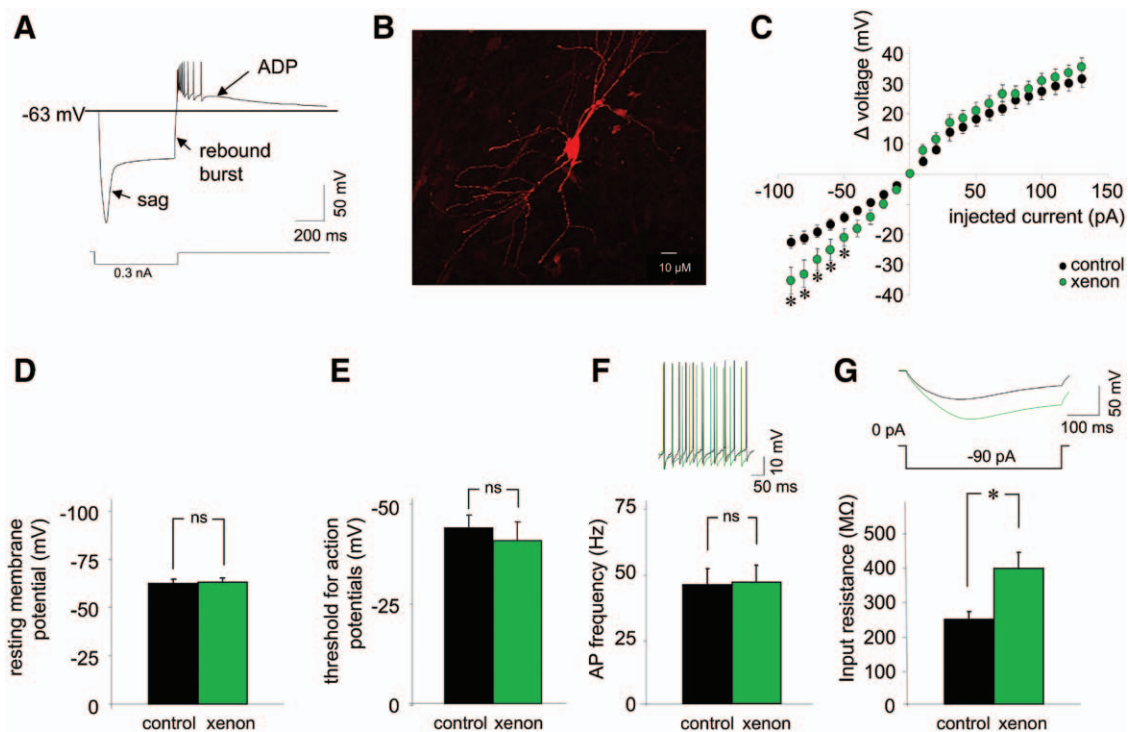 A
ADP
-63 mV
rebound
burst
sag
50 mV
200 ms
0.3 nA
B
10 µM
C
Δ voltage (mV)
40
30
20
10
-100
-50
50
100
150
injected current (pA)
-10
-20
-30
-40
control
xenon
* * * * *
D
resting membrane
potential (mV)
-100
-75
-50
-25
0
ns
control xenon
E
threshold for action
potentials (mV)
-50
-25
0
ns
control xenon
F
10 mV
50 ms
AP frequency (Hz)
75
50
25
0
ns
control xenon
G
50 mV
100 ms
0 pA
-90 pA
Input resistance (MΩ)
500
400
300
200
100
0
*
control xenon